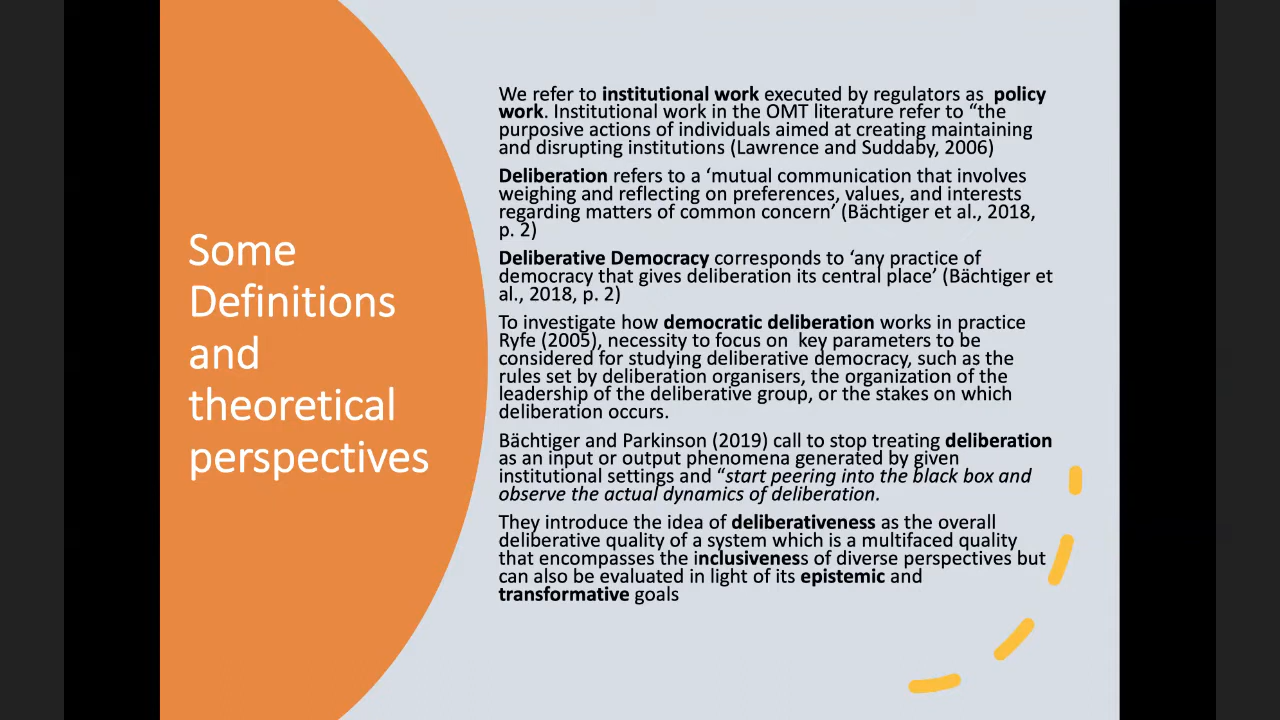 Some
Definitions
and
theoretical
perspectives
We refer to institutional work executed by regulators as  policy
work. Institutional work in the OMT literature refer to “the
purposive actions of individuals aimed at creating maintaining
and disrupting institutions (Lawrence and Suddaby, 2006)
Deliberation refers to a ‘mutual communication that involves
weighing and reflecting on preferences, values, and interests
regarding matters of common concern’ (Bächtiger et al., 2018,
p. 2)
Deliberative Democracy corresponds to ‘any practice of
democracy that gives deliberation its central place’ (Bächtiger et
al., 2018, p. 2)
To investigate how democratic deliberation works in practice
Ryfe (2005), necessity to focus on  key parameters to be
considered for studying deliberative democracy, such as the
rules set by deliberation organisers, the organization of the
leadership of the deliberative group, or the stakes on which
deliberation occurs.
Bächtiger and Parkinson (2019) call to stop treating deliberation
as an input or output phenomena generated by given
institutional settings and “start peering into the black box and
observe the actual dynamics of deliberation.
They introduce the idea of deliberativeness as the overall
deliberative quality of a system which is a multifaced quality
that encompasses the inclusiveness of diverse perspectives but
can also be evaluated in light of its epistemic and
transformative goals